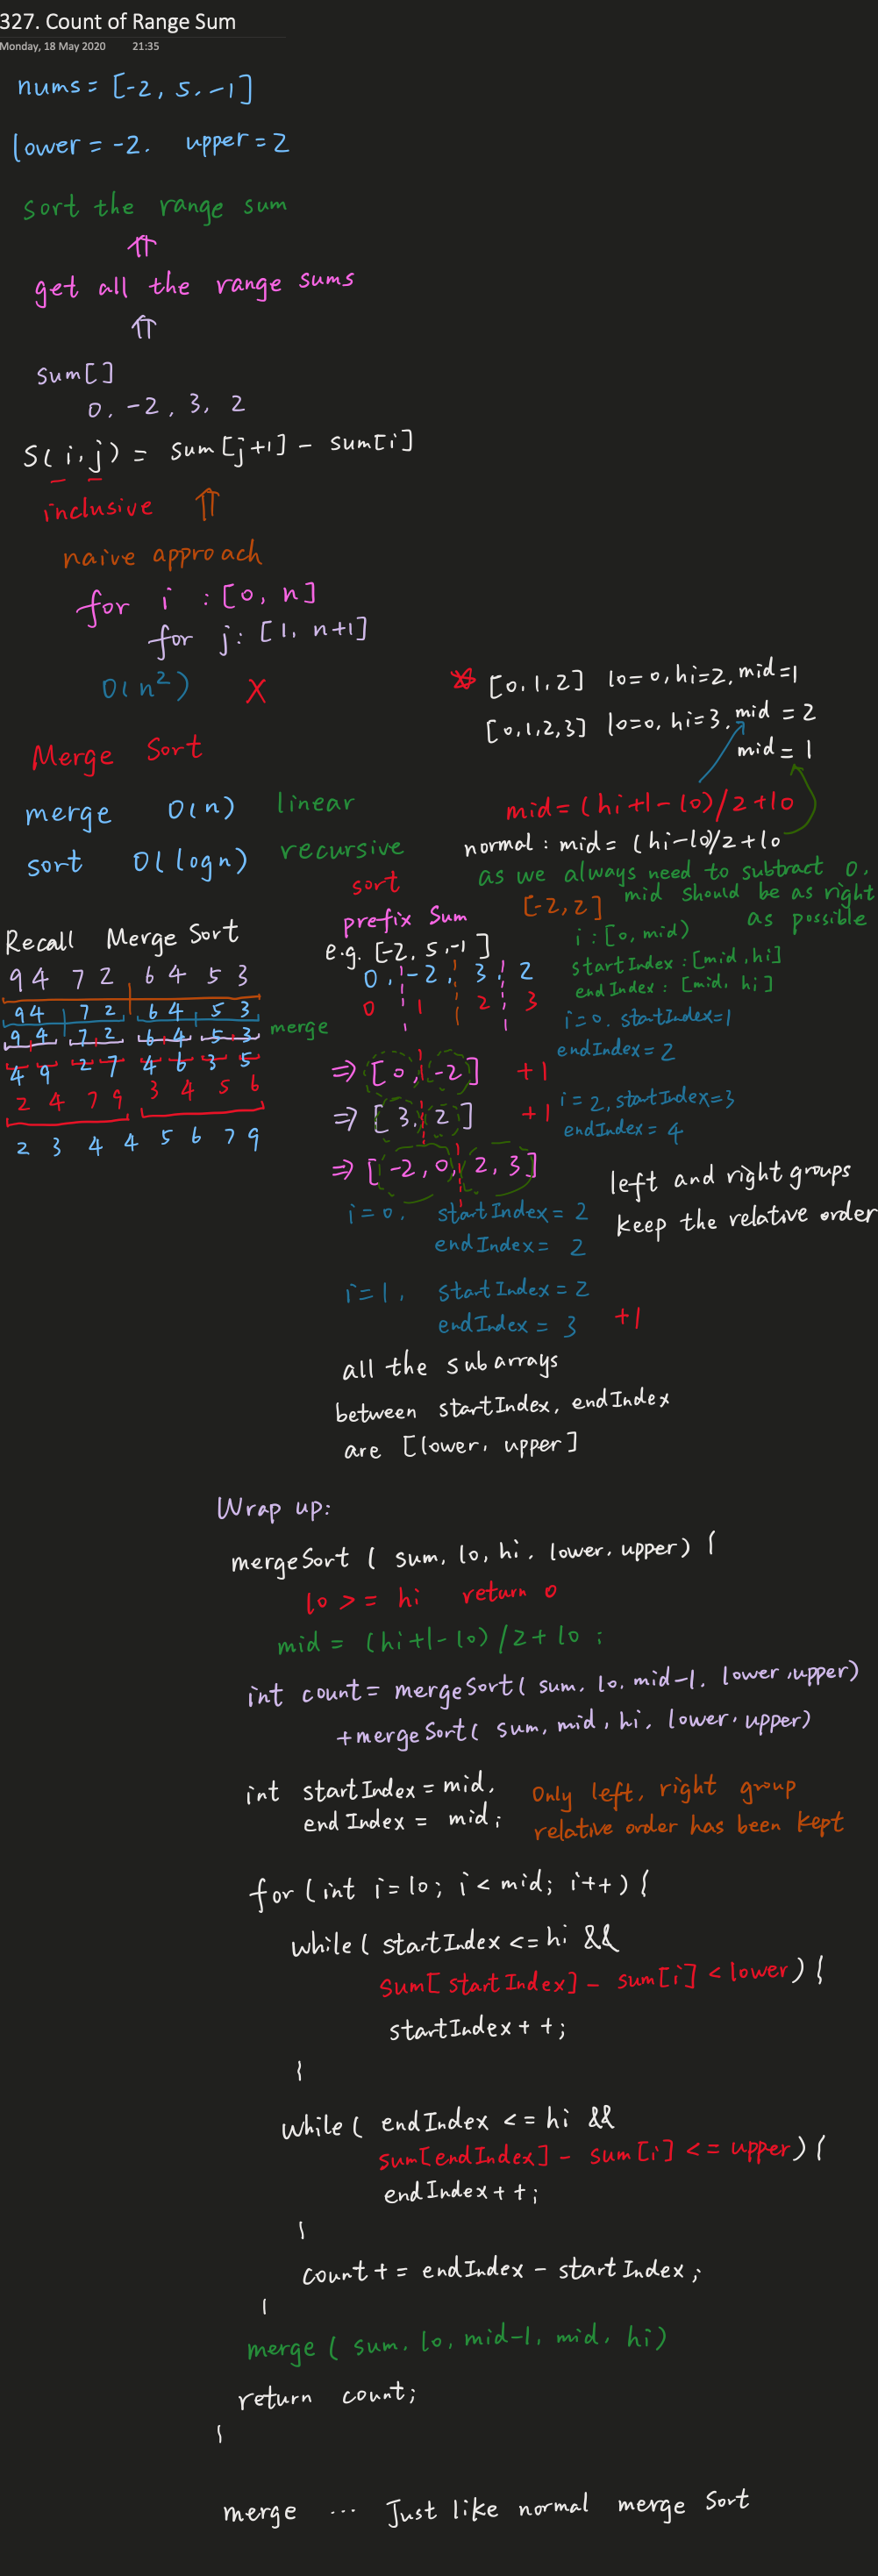 327. Count of Range Sum
Monday, 18 May 2020 21:35
nums = [-2, 5, -1]
lower = -2. upper = 2
sort the range sum
⇑
get all the range sums
⇑
sum[]
0, -2, 3, 2
S(i,j) = sum[j+1] - sum[i]
inclusive ⇑
naive approach
for i : [0, n]
for j : [1, n+1]
O(n²) X
[0,1,2] lo=0, hi=2, mid=1
[0,1,2,3] lo=0, hi=3, mid = 2
mid = 1
mid = (hi+1-lo)/2+lo
normal : mid = (hi-lo)/2+lo
as we always need to subtract 0,
mid should be as right
as possible
Merge Sort
merge O(n) linear
sort O(logn) recursive
Recall Merge Sort
9 4 7 2 6 4 5 3
9 4 7 2 6 4 5 3
9 4 7 2 6 4 5 3
merge
4 9 2 7 4 6 3 5
2 4 7 9 3 4 5 6
2 3 4 4 5 6 7 9
sort
prefix Sum
[-2, 2]
e.g. [-2, 5, -1]
0, -2, 3, 2
0 1 2 3
i : [0, mid)
startIndex : [mid, hi]
endIndex : [mid, hi]
i=0. startIndex=1
endIndex = 2
⇒ [0, -2] +1
⇒ [3, 2] +1
i=2, startIndex=3
endIndex = 4
⇒ [-2, 0, 2, 3]
left and right groups
keep the relative order
i=0, startIndex = 2
endIndex = 2
i=1, startIndex = 2
endIndex = 3 +1
all the subarrays
between startIndex, endIndex
are [lower, upper]
Wrap up:
mergeSort ( sum, lo, hi, lower, upper) {
lo >= hi return 0
mid = (hi+1-lo)/2+lo ;
int count = mergeSort( sum, lo, mid-1, lower, upper)
+mergeSort( sum, mid, hi, lower, upper)
int startIndex = mid,
endIndex = mid;
Only left, right group
relative order has been kept
for (int i=lo; i < mid; i++) {
while ( startIndex <= hi &&
sum[startIndex] - sum[i] < lower) {
startIndex++;
}
while ( endIndex <= hi &&
sum[endIndex] - sum[i] <= upper) {
endIndex++;
}
count += endIndex - startIndex;
}
merge ( sum, lo, mid-1, mid, hi)
return count;
}
merge ... Just like normal merge Sort